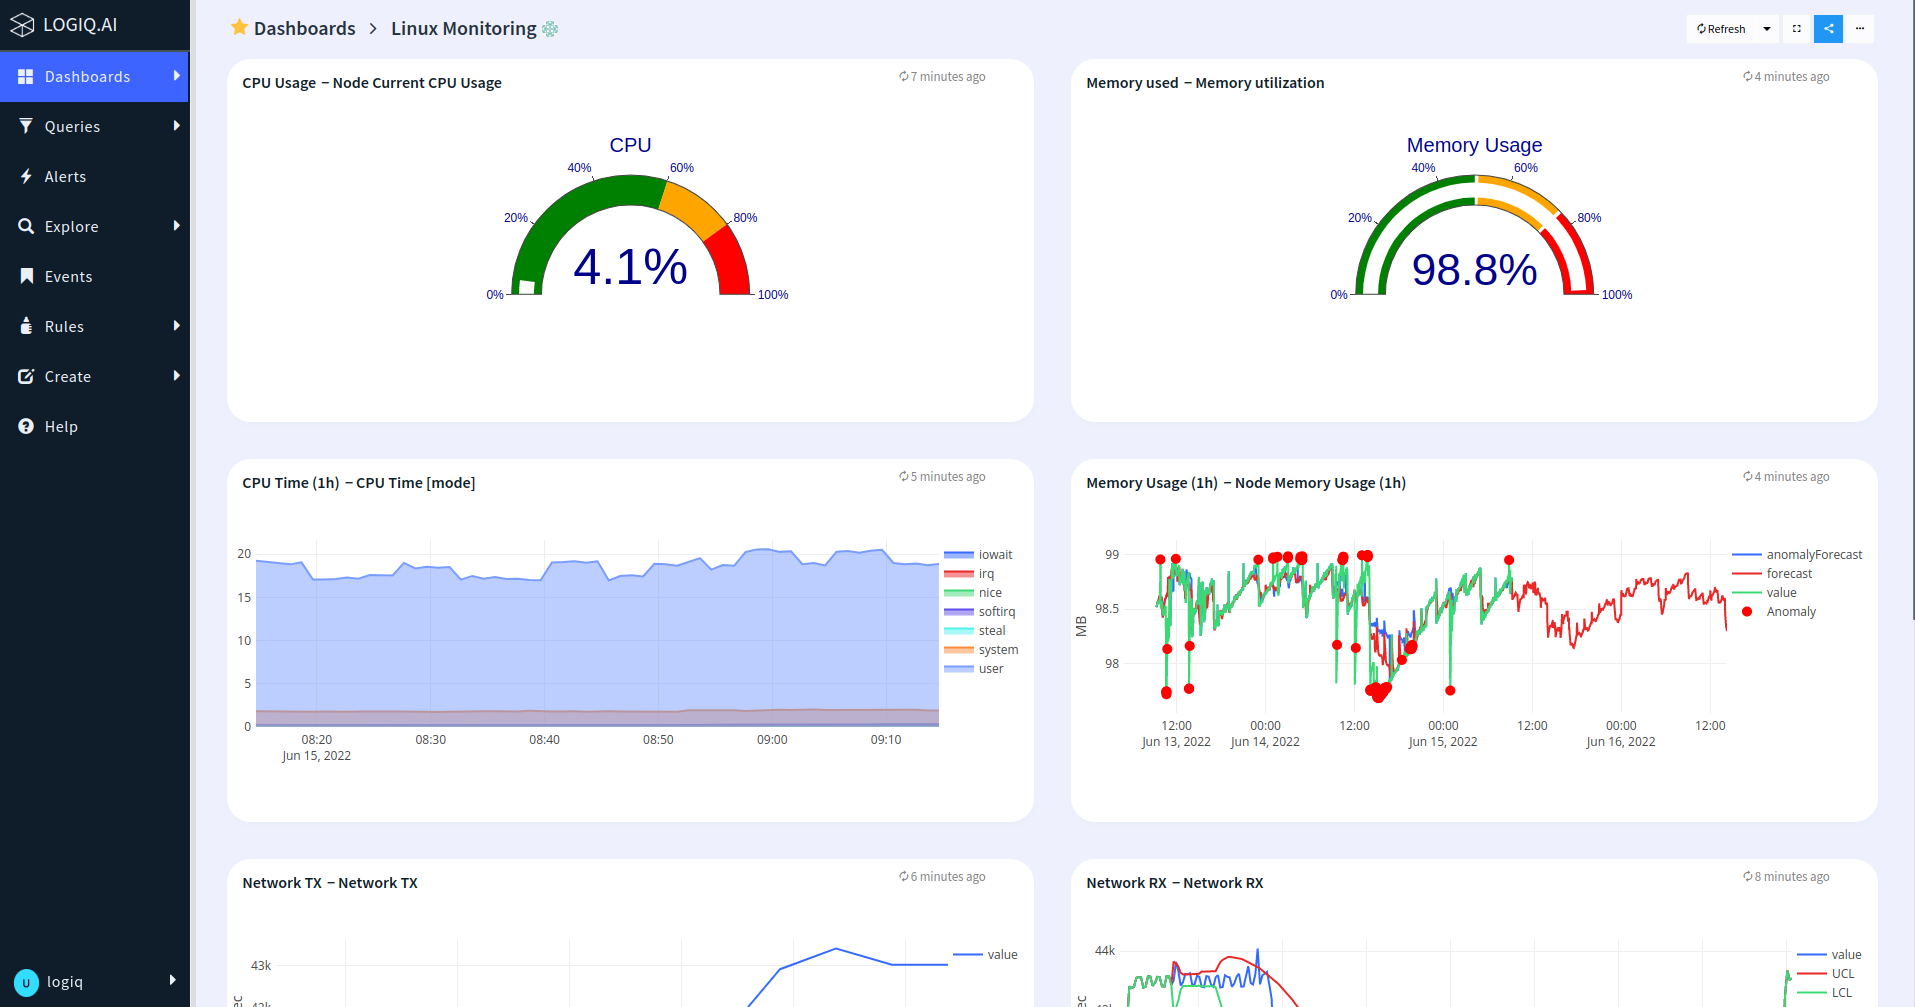 LOGIQ.AI
Dashboards
Queries
Alerts
Explore
Events
Rules
Create
Help
U logiq
Dashboards > Linux Monitoring
Refresh
CPU Usage – Node Current CPU Usage
7 minutes ago
CPU
0%
20%
40%
60%
80%
100%
4.1%
Memory used – Memory utilization
4 minutes ago
Memory Usage
0%
20%
40%
60%
80%
100%
98.8%
CPU Time (1h) – CPU Time [mode]
5 minutes ago
20
15
10
5
0
08:20 08:30 08:40 08:50 09:00 09:10
Jun 15, 2022
iowait
irq
nice
softirq
steal
system
user
Memory Usage (1h) – Node Memory Usage (1h)
4 minutes ago
MB
99
98.5
98
12:00 00:00 12:00 00:00 12:00 00:00 12:00
Jun 13, 2022 Jun 14, 2022 Jun 15, 2022 Jun 16, 2022
anomalyForecast
forecast
value
Anomaly
Network TX – Network TX
6 minutes ago
43k
value
Network RX – Network RX
8 minutes ago
44k
value
UCL
LCL